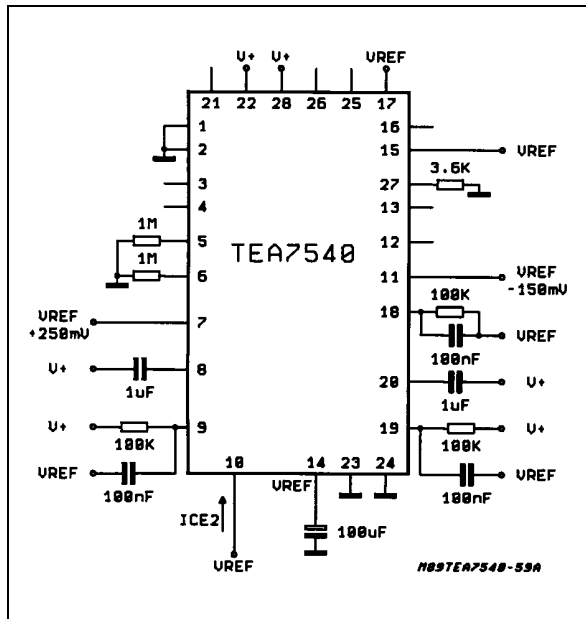 V+ V+ VREF
21 22 28 26 25 17
1 16
2 15 VREF
3 27 3.6K
4 13
1M 5 12
1M 6 TEA7540 11 VREF -150mV
VREF +250mV 7 18 100K
100nF VREF
V+ 1uF 8 20 1uF V+
V+ 100K 9 19 100K V+
VREF 100nF 10 14 23 24 100nF VREF
VREF
ICE2 100uF
VREF
M89TEA7540-59A